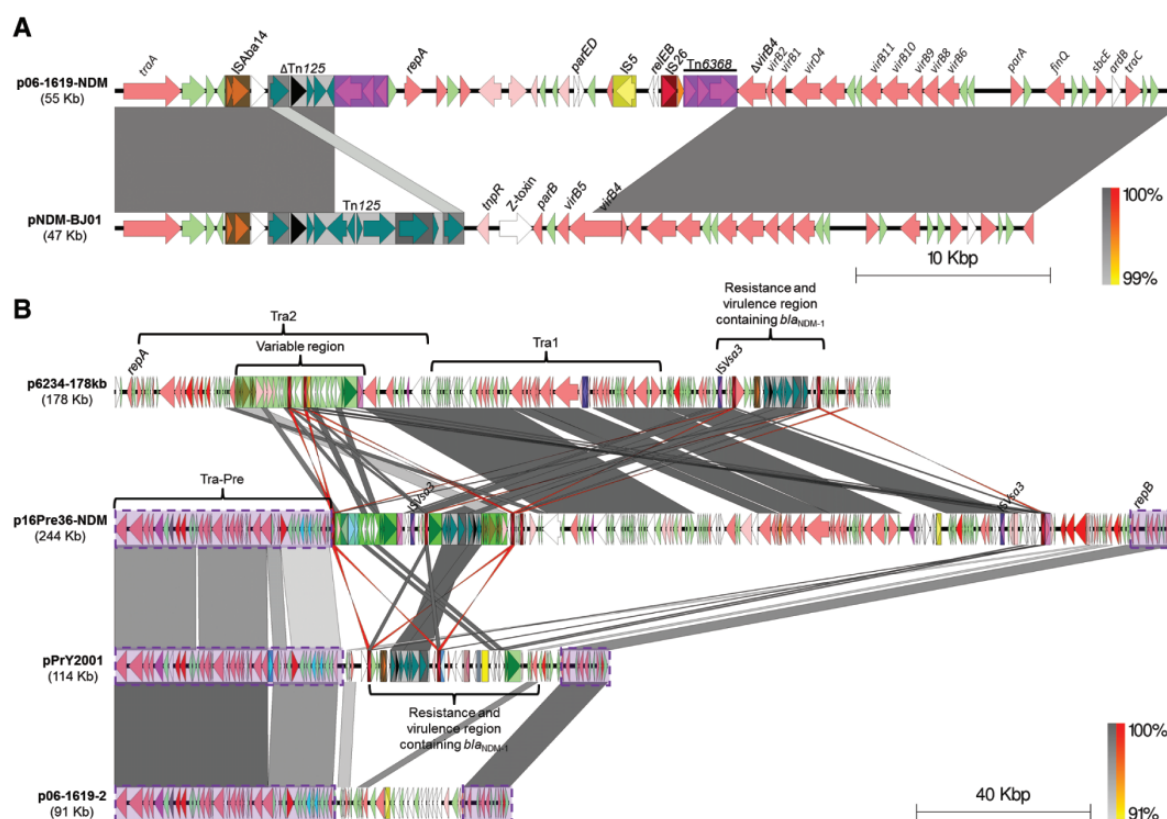 A
traA
ISAba14
ΔTn125
repA
parED
IS5
relEB
IS26
Tn6368
ΔvirB4
virB2
virB1
virD4
virB11
virB10
virB9
virB8
virB6
parA
finQ
sbcE
ardB
traC
p06-1619-NDM
(55 Kb)
Tn125
tnpR
Z-toxin
parB
virB5
virB4
pNDM-BJ01
(47 Kb)
10 Kbp
100%
99%
B
Resistance and
virulence region
containing blaNDM-1
Tra2
Variable region
Tra1
repA
ISVsa3
p6234-178kb
(178 Kb)
Tra-Pre
ISVsa3
ISVsa3
repB
p16Pre36-NDM
(244 Kb)
pPrY2001
(114 Kb)
Resistance and
virulence region
containing blaNDM-1
p06-1619-2
(91 Kb)
40 Kbp
100%
91%